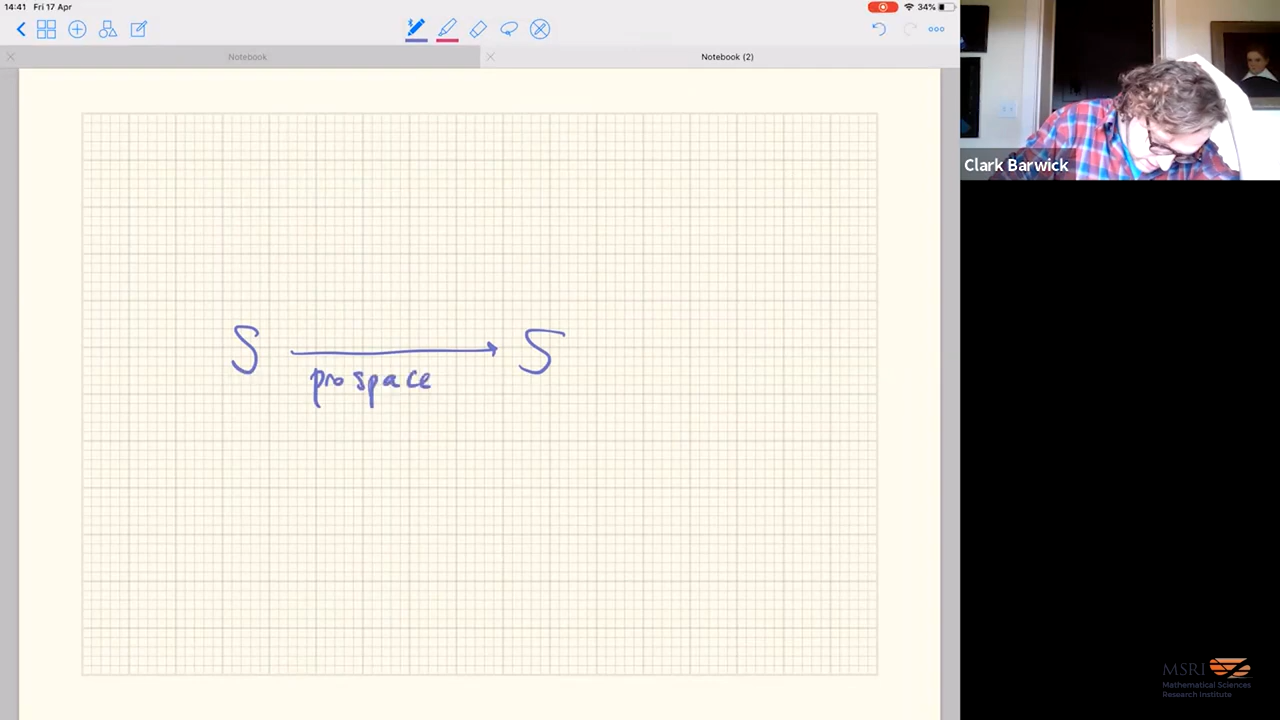 14:41 Fri 17 Apr
34%
Notebook
Notebook (2)
Clark Barwick
S → S
pro space
MSRI
Mathematical Sciences
Research Institute